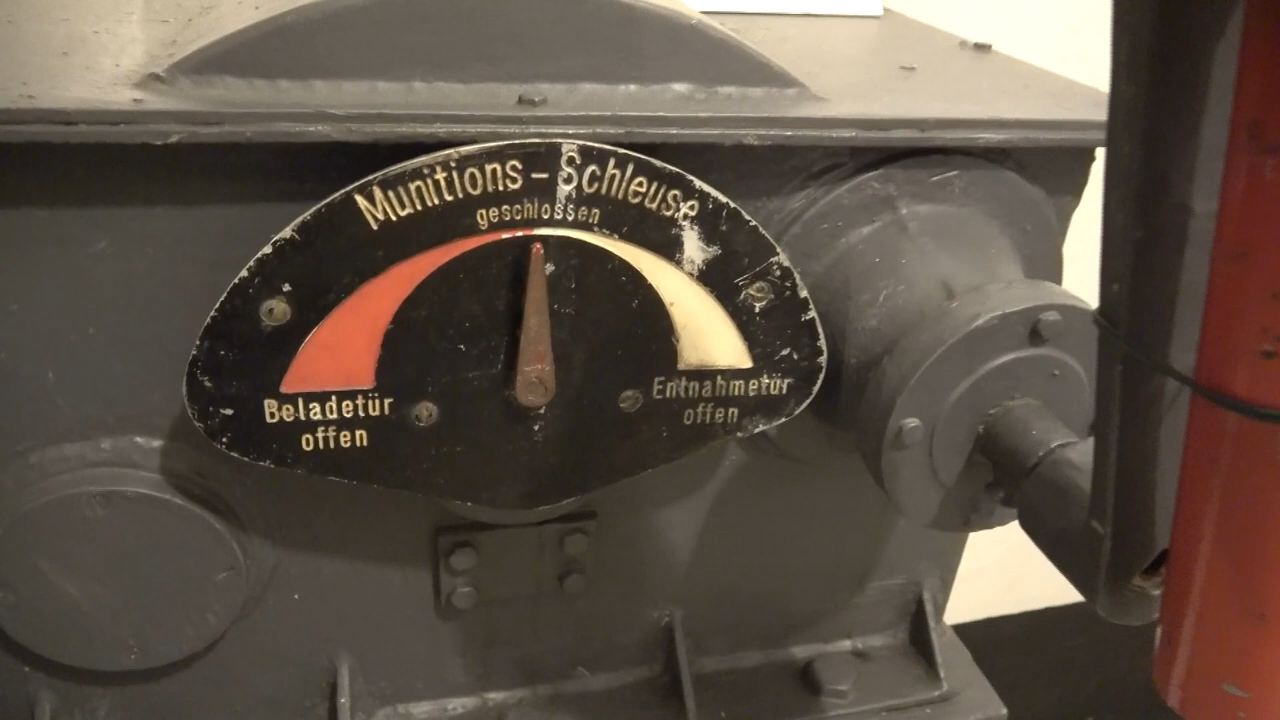 Munitions - Schleuse
geschlossen
Beladetür
offen
Entnahmetür
offen